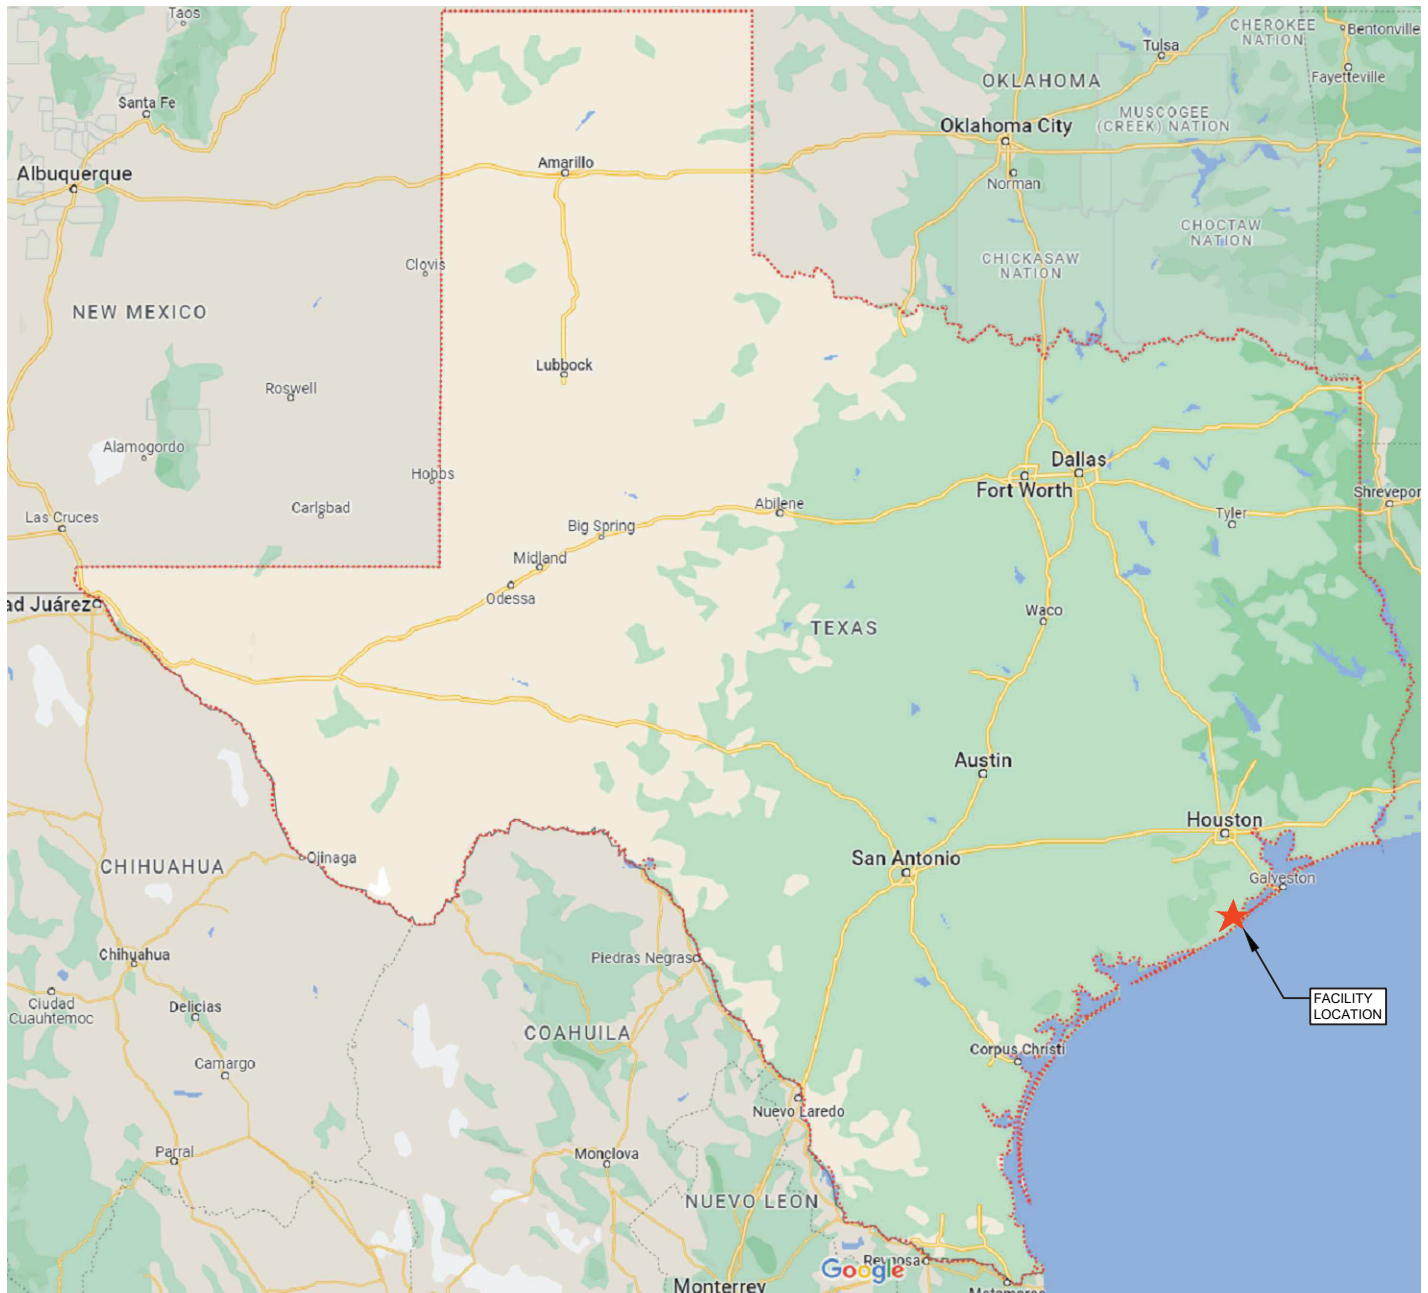 Taos
CHEROKEE
NATION
Bentonville
Tulsa
Fayetteville
OKLAHOMA
Santa Fe
MUSCOGEE
(CREEK) NATION
Oklahoma City
Amarillo
Albuquerque
Norman
CHOCTAW
NATION
CHICKASAW
NATION
Clovis
NEW MEXICO
Lubbock
Roswell
Alamogordo
Hobbs
Dallas
Fort Worth
Carlsbad
Abilene
Shrevepor
Las Cruces
Big Spring
Tyler
Midland
Odessa
ad Juárez
Waco
TEXAS
Austin
Houston
San Antonio
Ojinaga
CHIHUAHUA
Galveston
Chihuahua
Piedras Negras
Ciudad
Cuauhtemoc
Delicias
FACILITY
LOCATION
COAHUILA
Corpus Christi
Camargo
Nuevo Laredo
Parral
Monclova
NUEVO LEON
Google
Reynosa
Monterrey
Matamoros